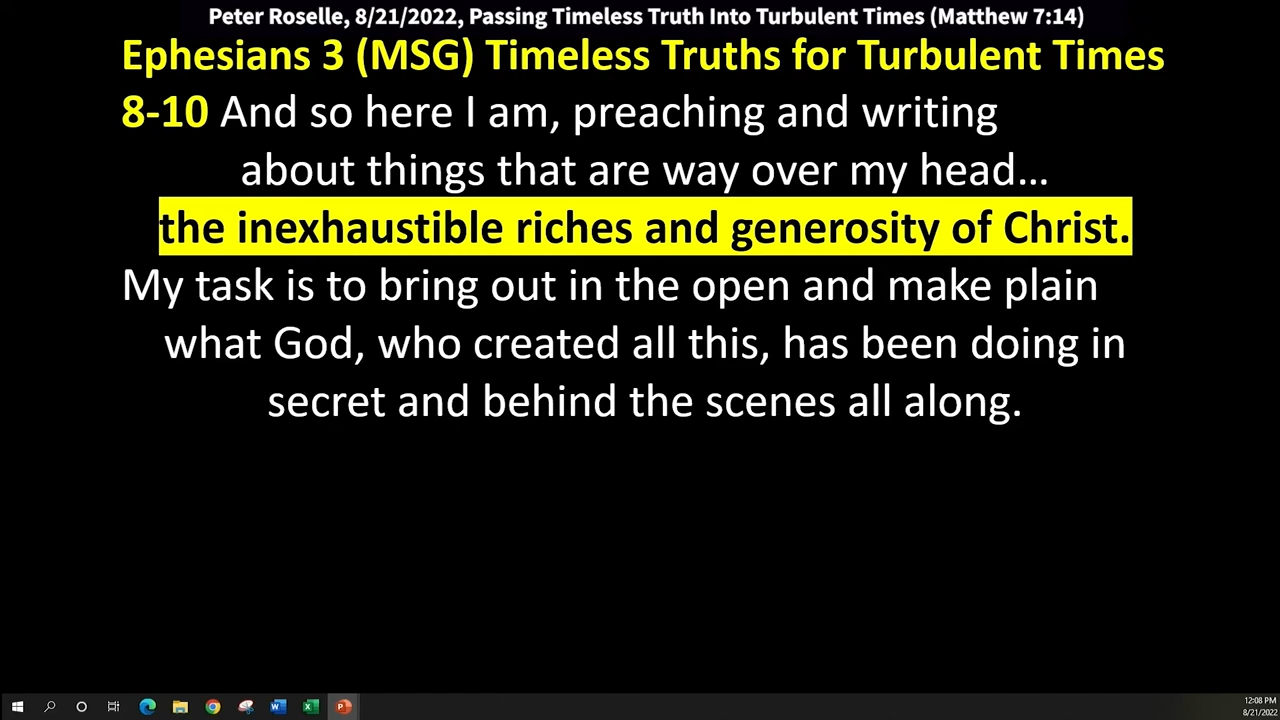 Peter Roselle, 8/21/2022, Passing Timeless Truth Into Turbulent Times (Matthew 7:14)
Ephesians 3 (MSG) Timeless Truths for Turbulent Times
8-10 And so here I am, preaching and writing
about things that are way over my head…
the inexhaustible riches and generosity of Christ.
My task is to bring out in the open and make plain
what God, who created all this, has been doing in
secret and behind the scenes all along.
12:08 PM
8/21/2022